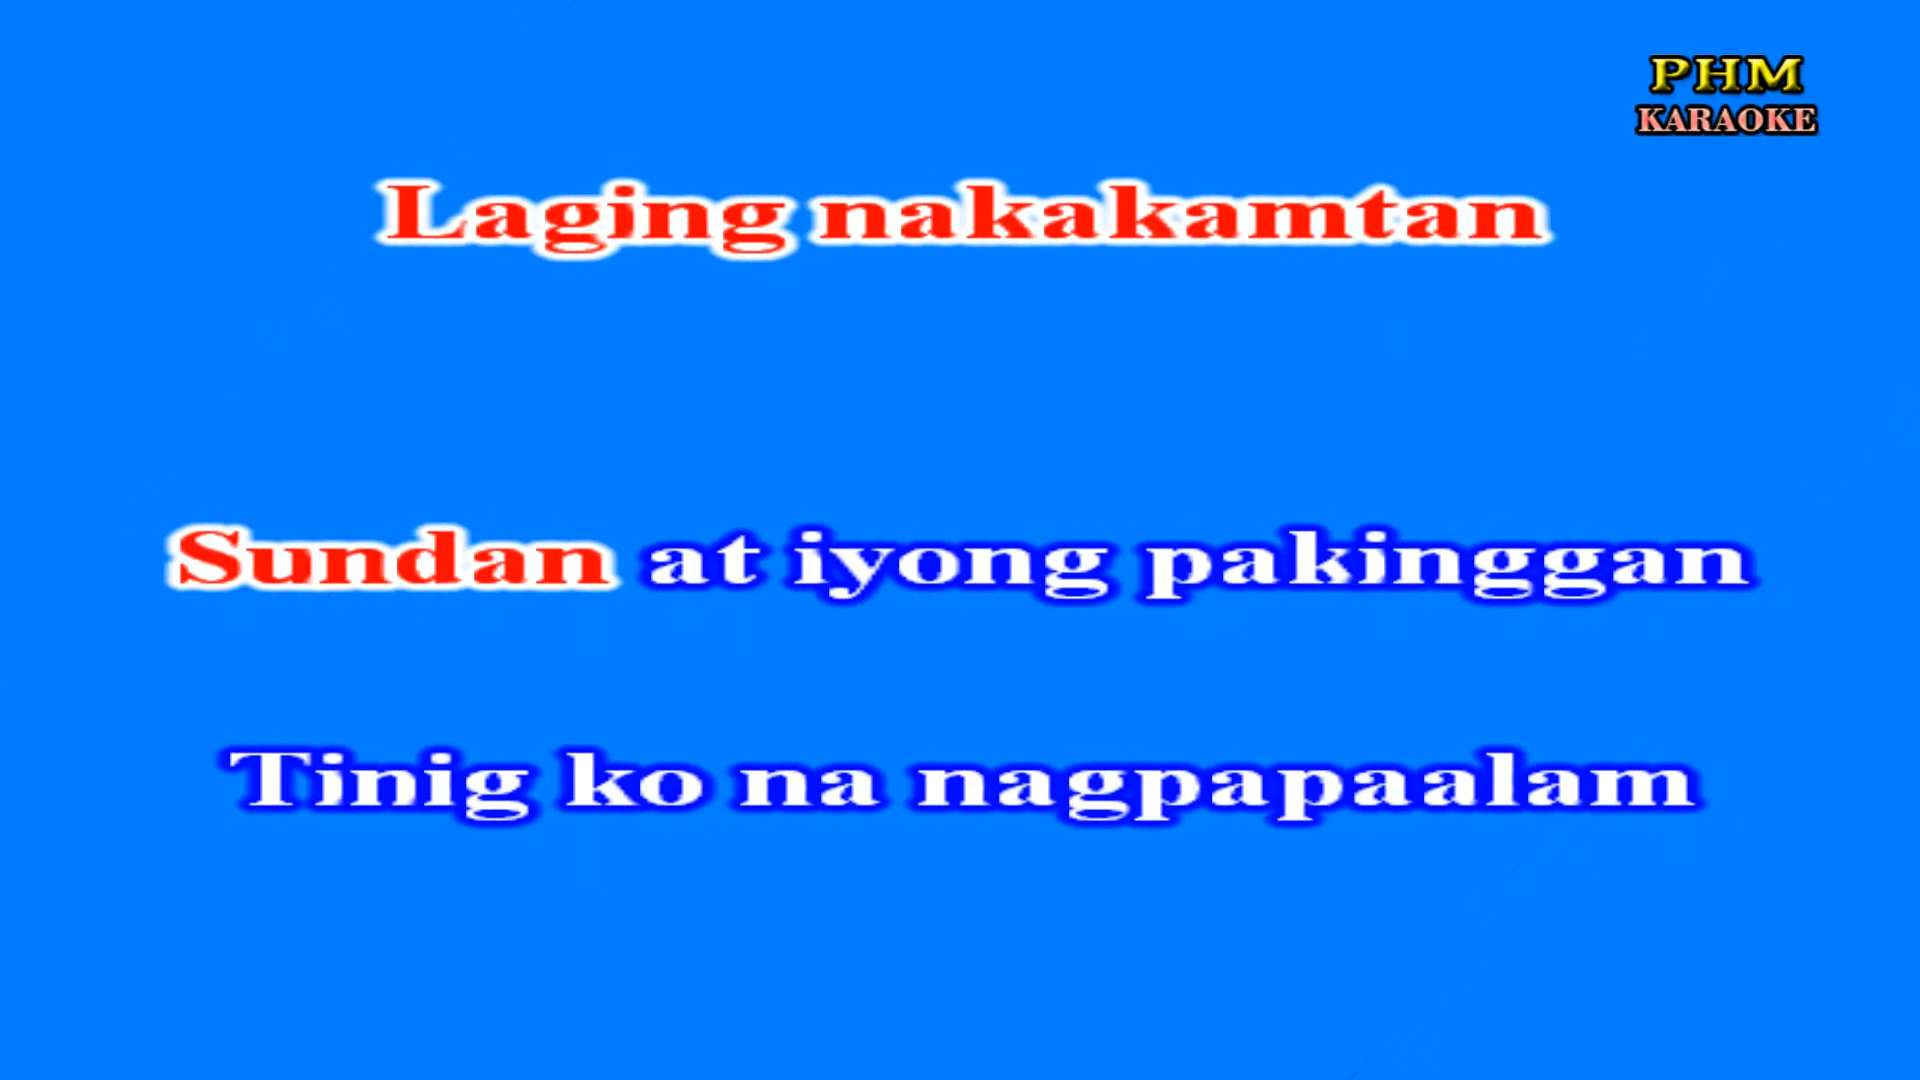 PHM
KARAOKE
Laging nakakamtan
Sundan at iyong pakinggan
Tinig ko na nagpapaalam